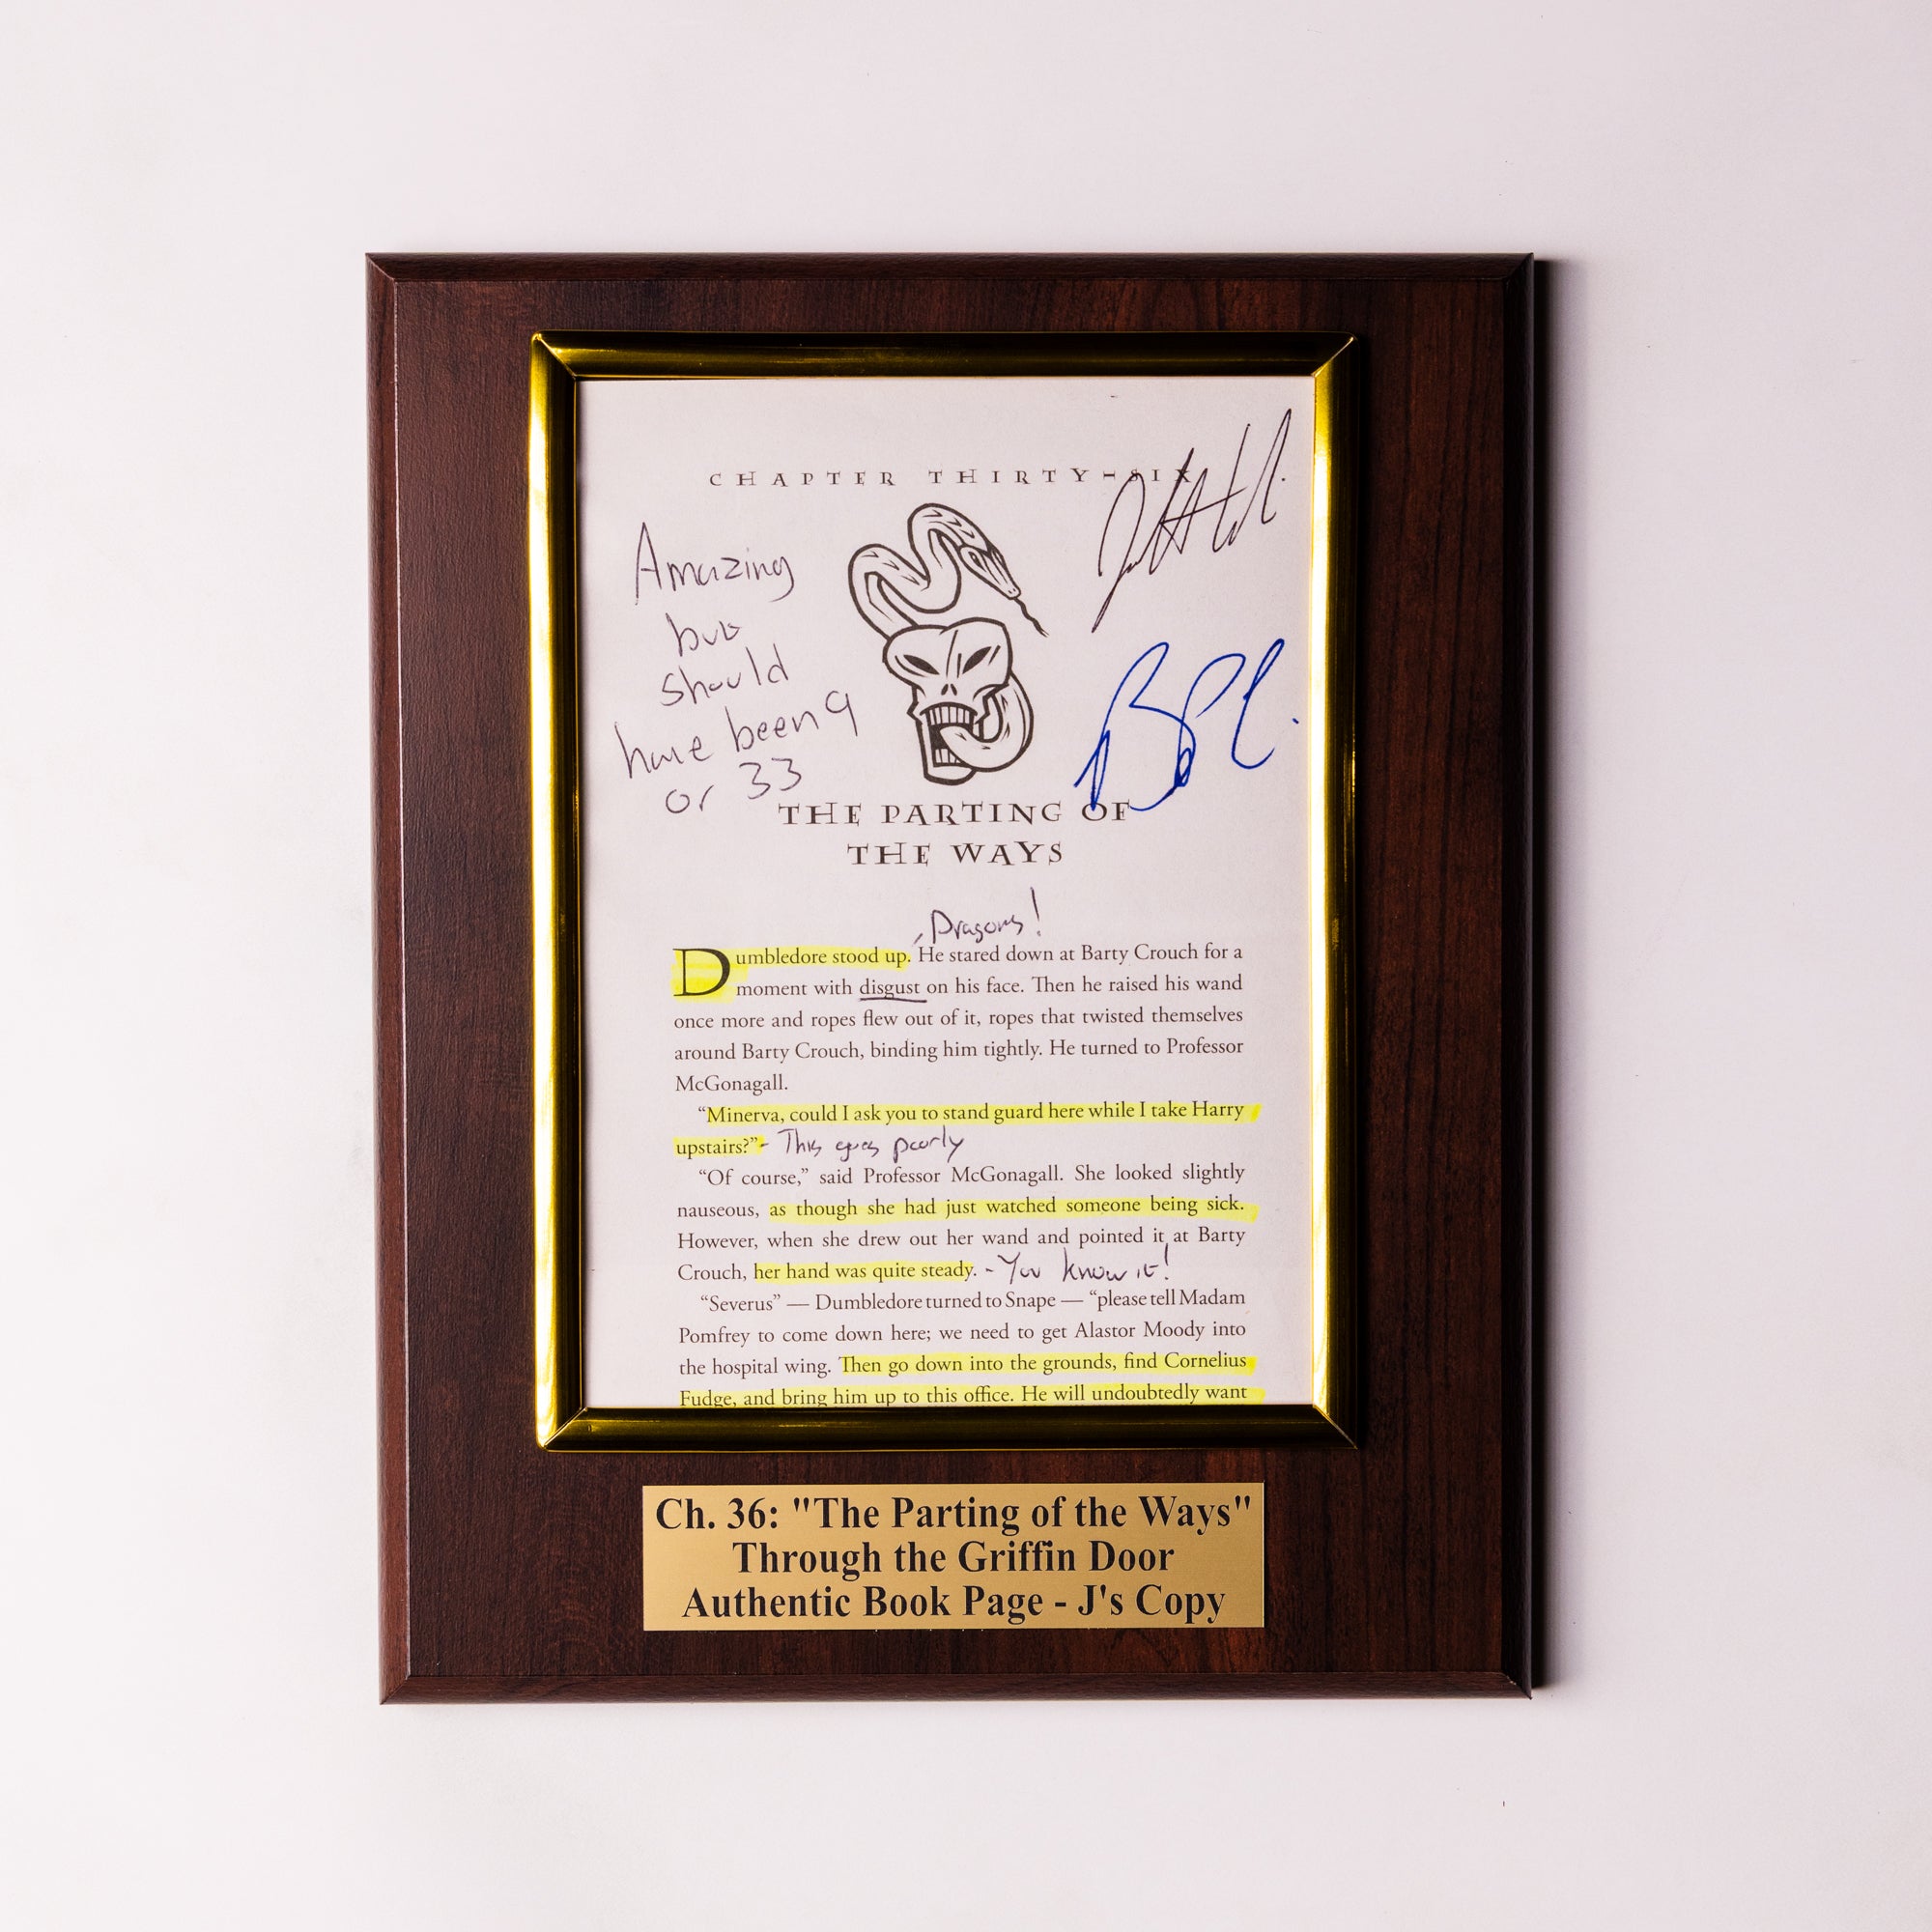 CHAPTER THIRTY-SIX
Amazing
but
should
have been 9
or 33
THE PARTING OF
THE WAYS
, Dragons!
Dumbledore stood up. He stared down at Barty Crouch for a
moment with disgust on his face. Then he raised his wand
once more and ropes flew out of it, ropes that twisted themselves
around Barty Crouch, binding him tightly. He turned to Professor
McGonagall.
“Minerva, could I ask you to stand guard here while I take Harry
upstairs?” - This goes poorly
“Of course,” said Professor McGonagall. She looked slightly
nauseous, as though she had just watched someone being sick.
However, when she drew out her wand and pointed it at Barty
Crouch, her hand was quite steady. - You know it!
“Severus” — Dumbledore turned to Snape — “please tell Madam
Pomfrey to come down here; we need to get Alastor Moody into
the hospital wing. Then go down into the grounds, find Cornelius
Fudge, and bring him up to this office. He will undoubtedly want
Ch. 36: "The Parting of the Ways"
Through the Griffin Door
Authentic Book Page - J's Copy